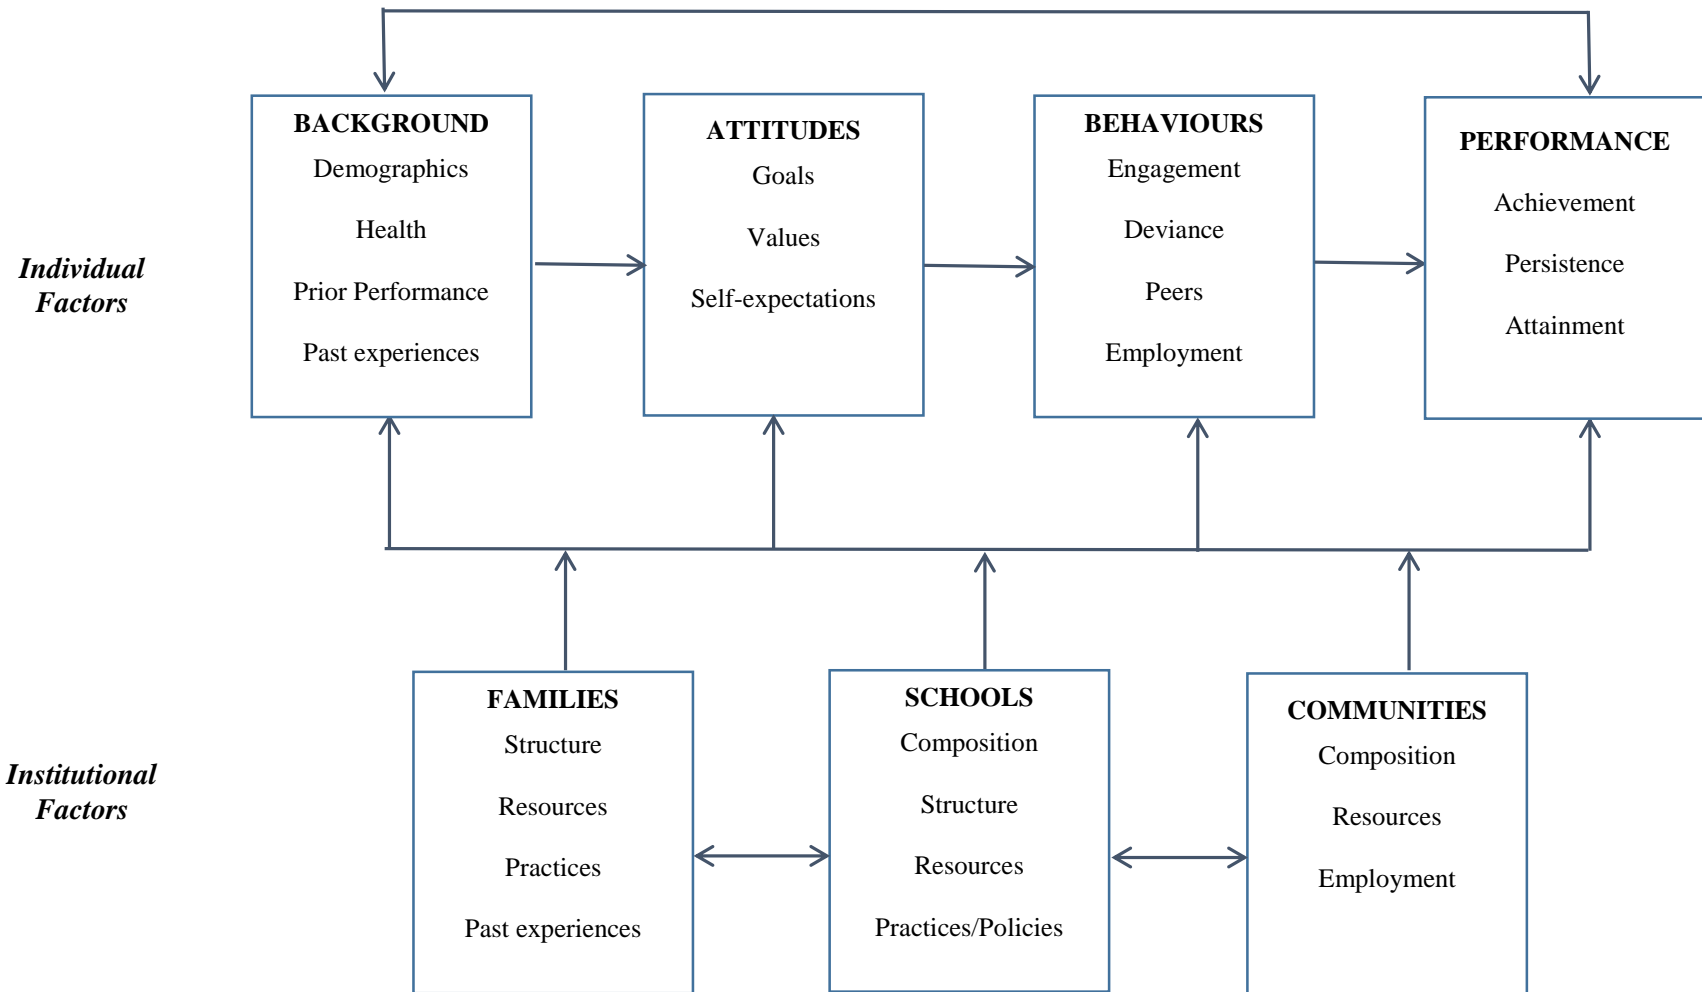 BACKGROUND
Demographics
Health
Prior Performance
Past experiences
ATTITUDES
Goals
Values
Self-expectations
BEHAVIOURS
Engagement
Deviance
Peers
Employment
PERFORMANCE
Achievement
Persistence
Attainment
Individual
Factors
FAMILIES
Structure
Resources
Practices
Past experiences
SCHOOLS
Composition
Structure
Resources
Practices/Policies
COMMUNITIES
Composition
Resources
Employment
Institutional
Factors